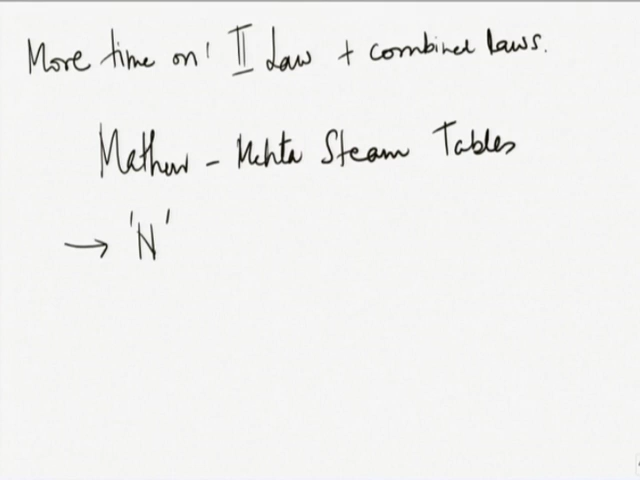 More time on' II Law + combined laws.
Mathur - Mehta Steam Tables
→ 'N'